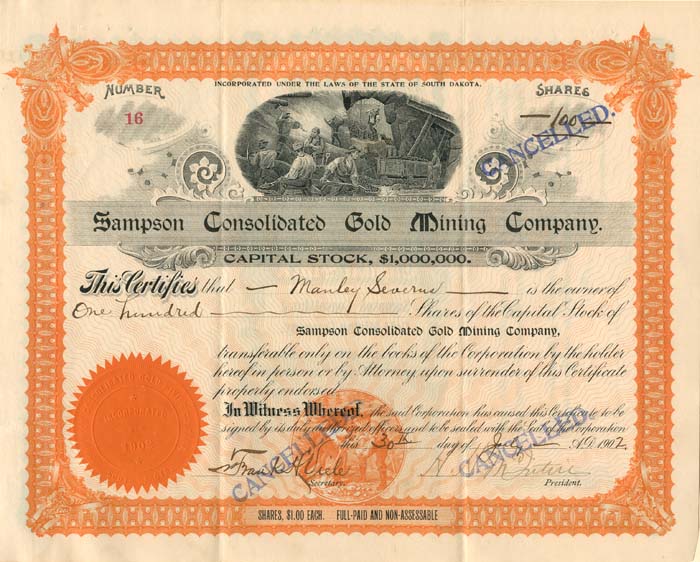 NUMBER
16
INCORPORATED UNDER THE LAWS OF THE STATE OF SOUTH DAKOTA.
SHARES
100
CANCELLED.
Sampson Consolidated Gold Mining Company.
CAPITAL STOCK, $1,000,000.
This Certifies that Manley Severns is the owner of
One hundred Shares of the Capital Stock of
Sampson Consolidated Gold Mining Company,
transferable only on the books of the Corporation by the holder
hereof in person or by Attorney upon surrender of this Certificate
properly endorsed.
In Witness Whereof, the said Corporation has caused this Certificate to be
signed by its duly authorized officers and to be sealed with the Seal of the Corporation
this 30th day of A.D. 1902
CANCELLED.
CANCELLED.
Frank
Secretary.
President.
SHARES, $1.00 EACH. FULL-PAID AND NON-ASSESSABLE